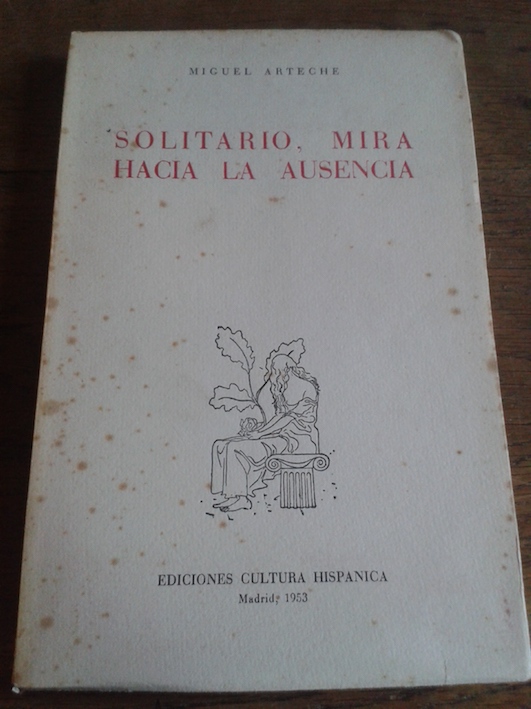 MIGUEL ARTECHE
SOLITARIO, MIRA
HACIA LA AUSENCIA
EDICIONES CULTURA HISPANICA
Madrid, 1953